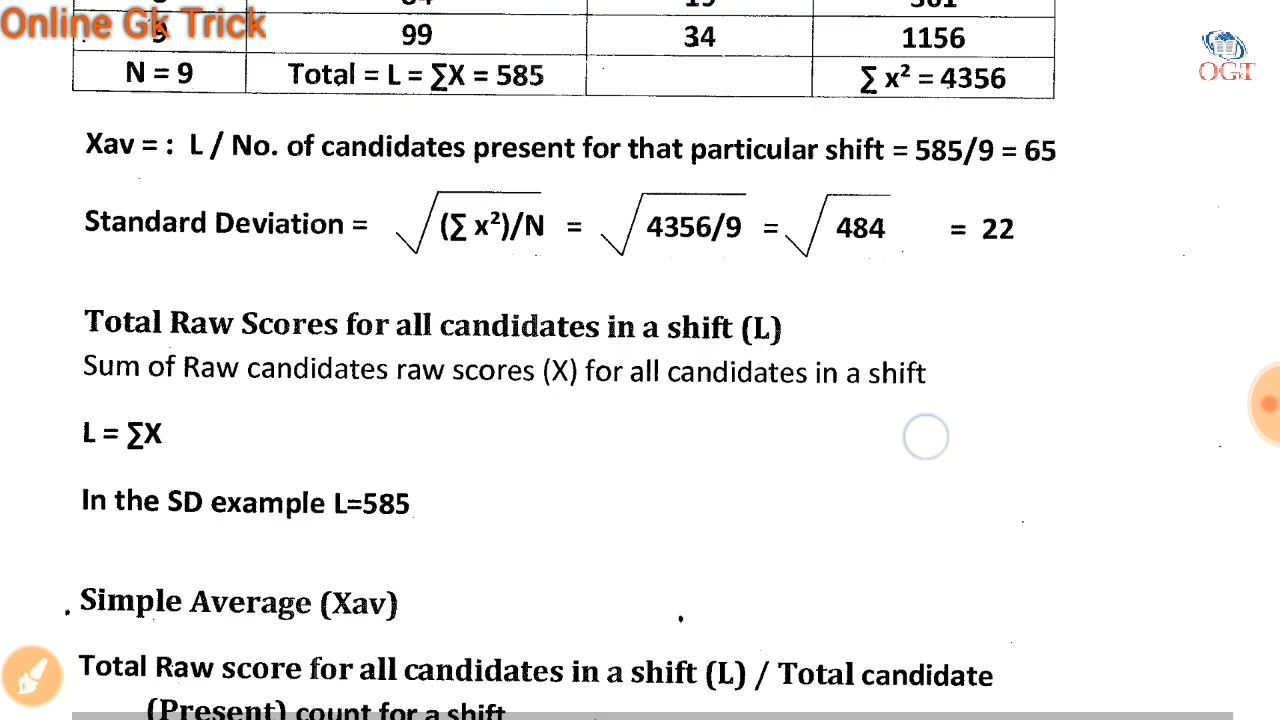 Online Gk Trick
9 99 34 1156
N = 9 Total = L = ∑X = 585 ∑ x² = 4356
OGT
Xav = : L / No. of candidates present for that particular shift = 585/9 = 65
Standard Deviation = √(∑ x²)/N = √4356/9 = √484 = 22
Total Raw Scores for all candidates in a shift (L)
Sum of Raw candidates raw scores (X) for all candidates in a shift
L = ∑X
In the SD example L=585
Simple Average (Xav)
Total Raw score for all candidates in a shift (L) / Total candidate
(Present) count for a shift